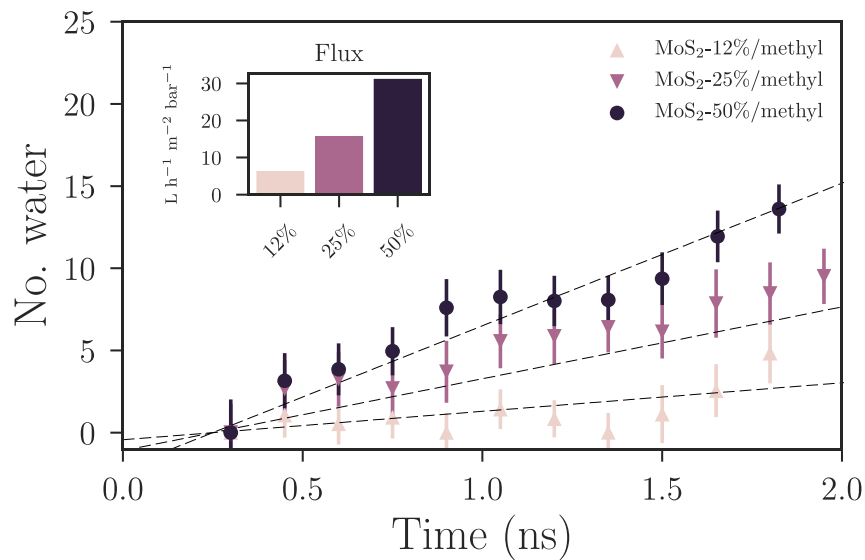 25
20
15
10
5
0
No. water
Flux
L h⁻¹ m⁻² bar⁻¹
30
20
10
0
12%
25%
50%
MoS₂-12%/methyl
MoS₂-25%/methyl
MoS₂-50%/methyl
0.0
0.5
1.0
1.5
2.0
Time (ns)